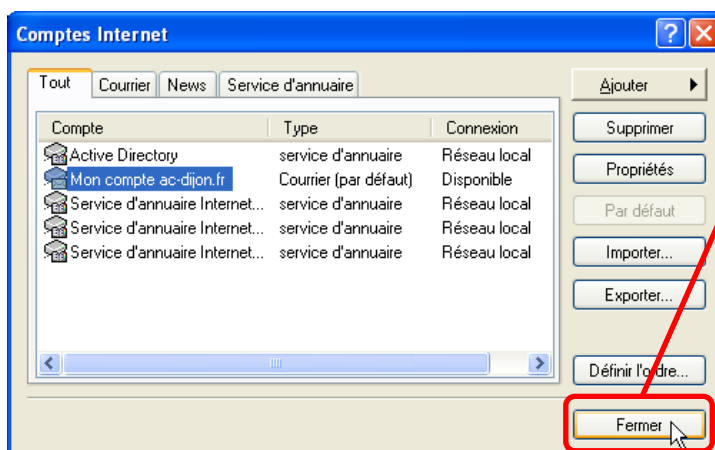 Comptes Internet
Tout Courrier News Service d'annuaire
Compte Type Connexion
Active Directory service d'annuaire Réseau local
Mon compte ac-dijon.fr Courrier (par défaut) Disponible
Service d'annuaire Internet... service d'annuaire Réseau local
Service d'annuaire Internet... service d'annuaire Réseau local
Service d'annuaire Internet... service d'annuaire Réseau local
Ajouter
Supprimer
Propriétés
Par défaut
Importer...
Exporter...
Définir l'ordre...
Fermer